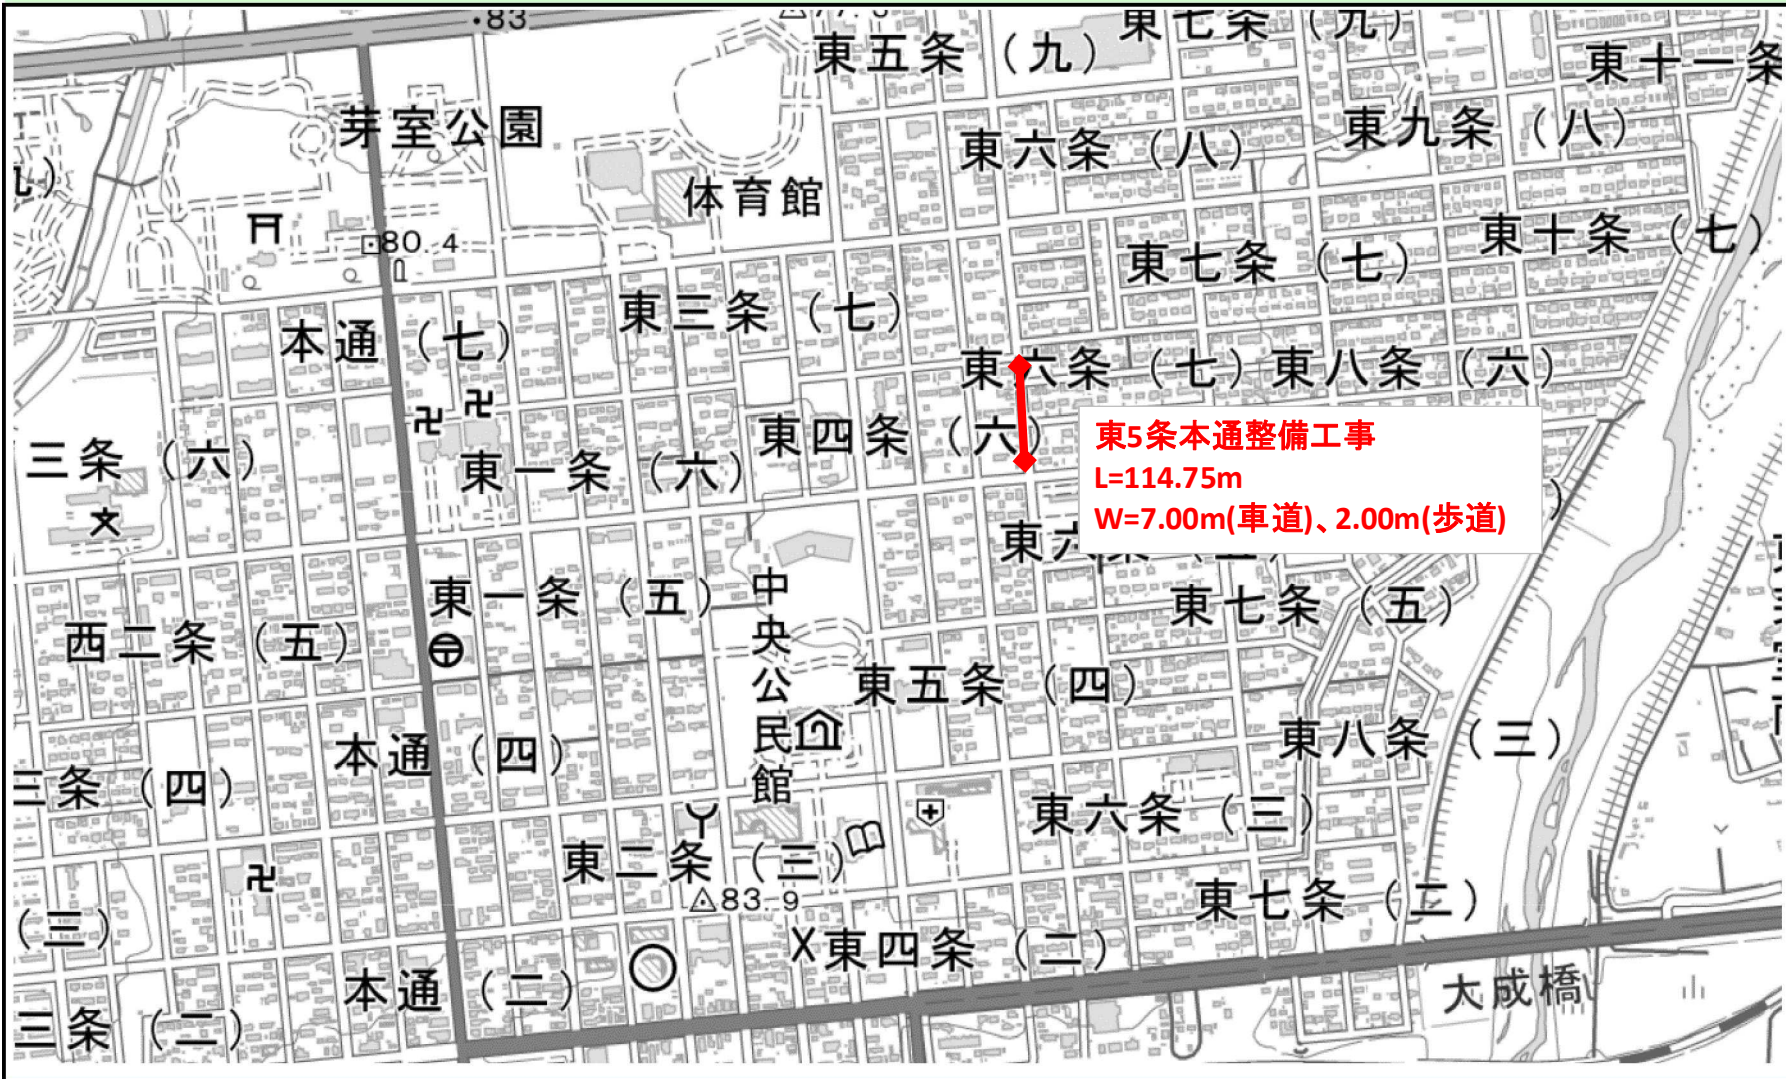 ・83
東五条（九）
東七条（九）
東十一条
芽室公園
東六条（八）
東九条（八）
九）
体育館
80.4
東七条（七）
東十条（七）
本通（七）
東三条（七）
東六条（七）
東八条（六）
三条（六）
東一条（六）
東四条（六）
東5条本通整備工事
L=114.75m
W=7.00m(車道)、2.00m(歩道)
東六条（五）
東一条（五）
中央公民館
東七条（五）
西二条（五）
東五条（四）
本通（四）
東八条（三）
三条（四）
東六条（三）
東二条（三）
83.9
東七条（二）
（三）
東四条（二）
本通（二）
大成橋
三条（二）